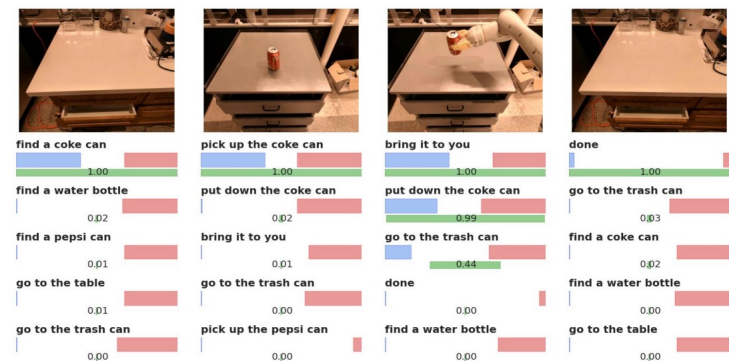 find a coke can
1.00
find a water bottle
0.02
find a pepsi can
0.01
go to the table
0.01
go to the trash can
0.00
pick up the coke can
1.00
put down the coke can
0.02
bring it to you
0.01
go to the trash can
0.00
pick up the pepsi can
0.00
bring it to you
1.00
put down the coke can
0.99
go to the trash can
0.44
done
0.00
find a water bottle
0.00
done
1.00
go to the trash can
0.03
find a coke can
0.02
find a water bottle
0.00
go to the table
0.00